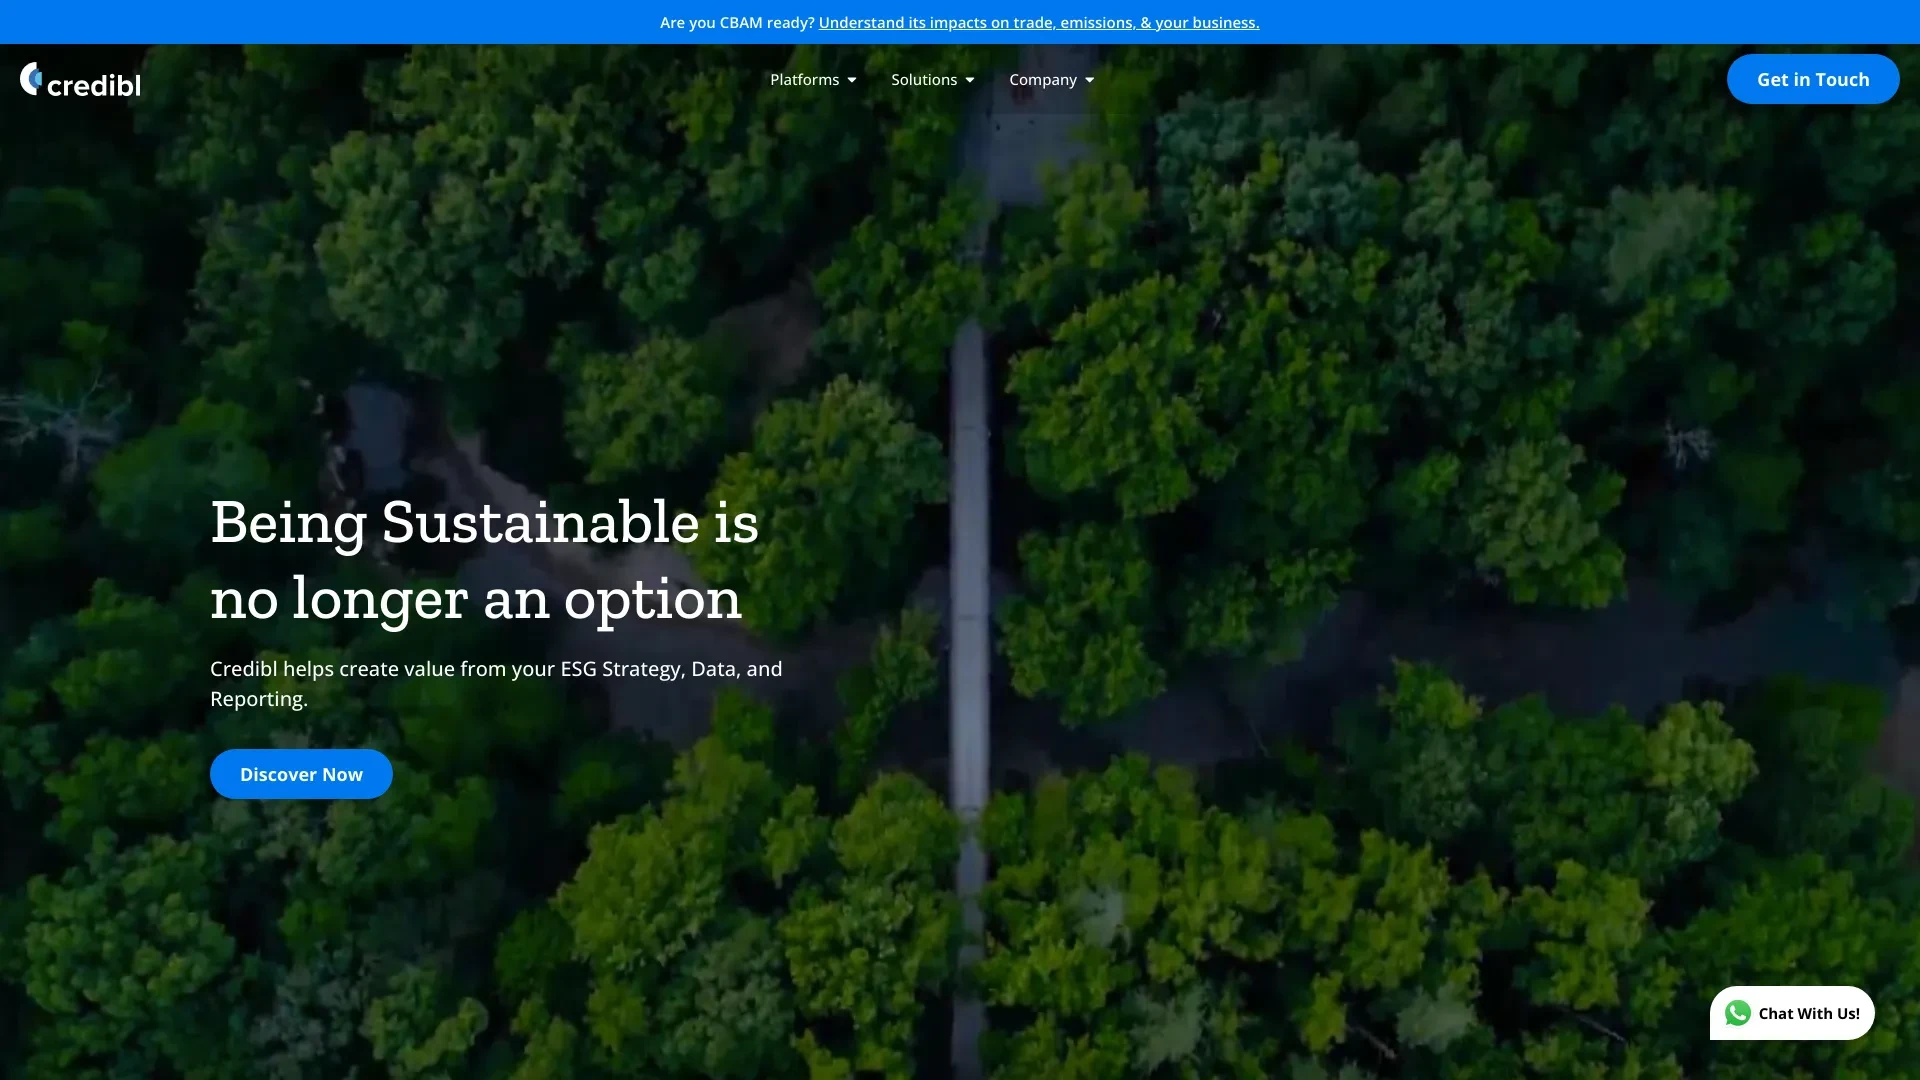 Are you CBAM ready? Understand its impacts on trade, emissions, & your business.
credibl
Platforms
Solutions
Company
Get in Touch
Being Sustainable is
no longer an option
Credibl helps create value from your ESG Strategy, Data, and
Reporting.
Discover Now
Chat With Us!